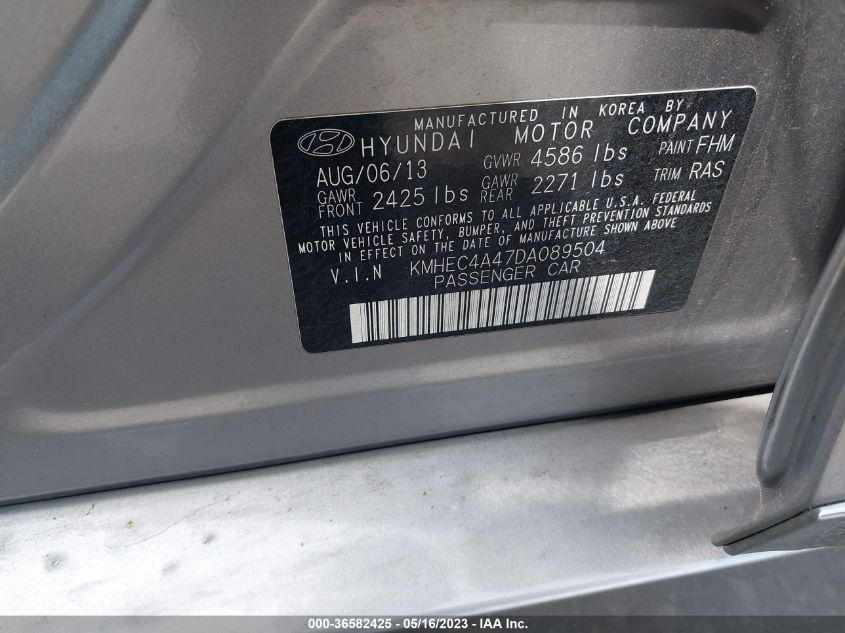 MANUFACTURED IN KOREA BY
HYUNDAI MOTOR COMPANY
AUG/06/13 GVWR 4586 lbs PAINT FHM
GAWR FRONT 2425 lbs GAWR REAR 2271 lbs TRIM RAS
THIS VEHICLE CONFORMS TO ALL APPLICABLE U.S.A. FEDERAL
MOTOR VEHICLE SAFETY, BUMPER, AND THEFT PREVENTION STANDARDS
IN EFFECT ON THE DATE OF MANUFACTURE SHOWN ABOVE
V.I.N KMHEC4A47DA089504
PASSENGER CAR
000-36582425 - 05/16/2023 - IAA Inc.